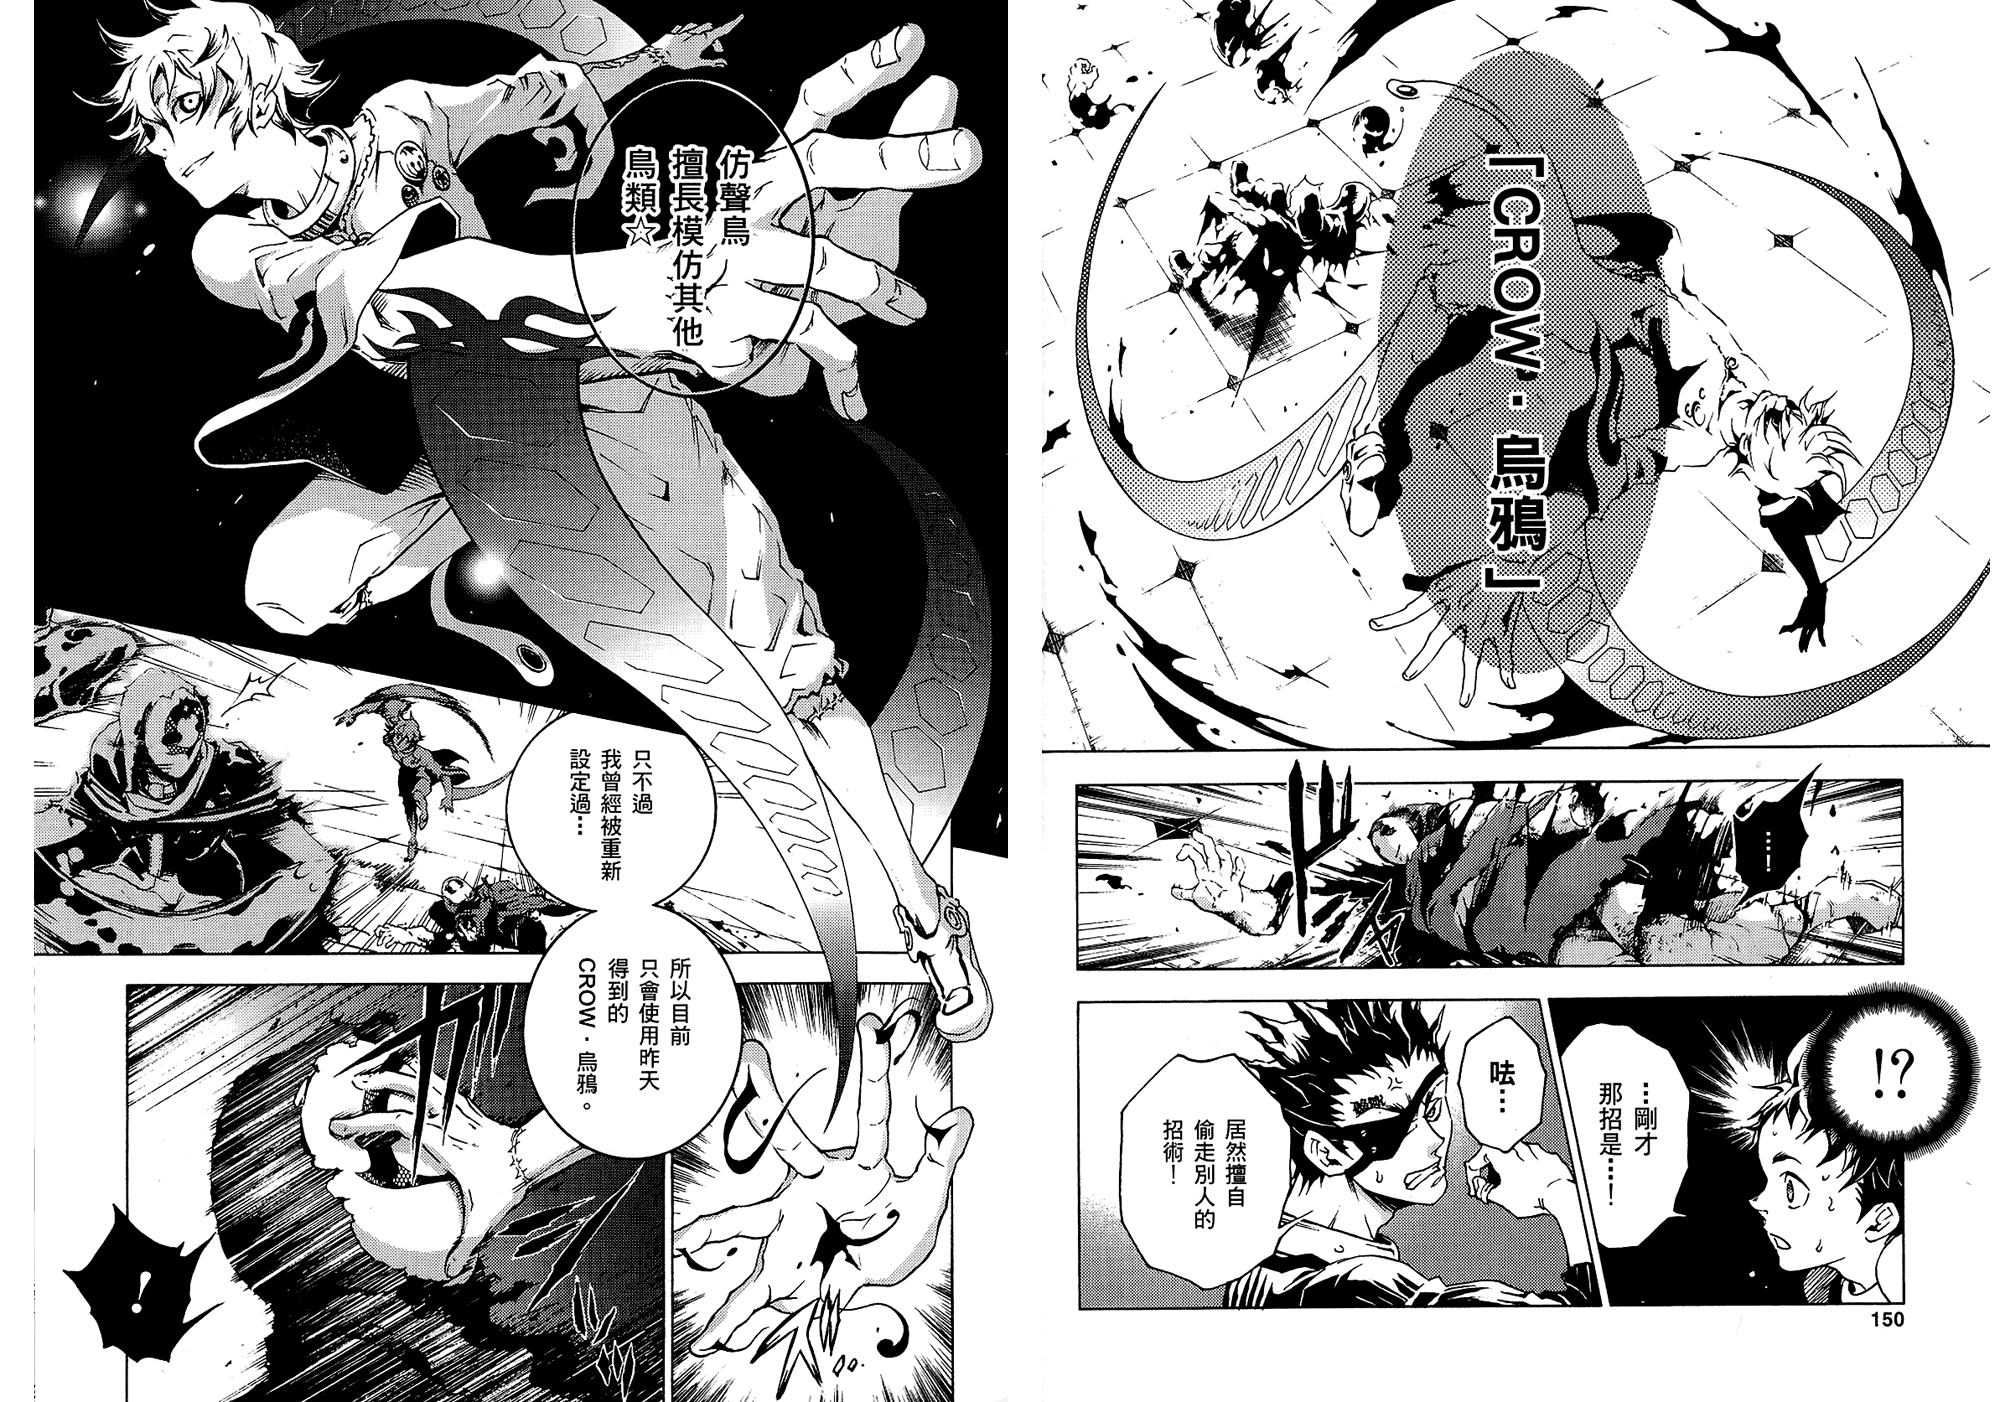 「CROW・烏鴉」
…!
!?
…剛才
那招是…!
呿…
居然擅自
偷走別人的
招術!
150
仿聲鳥
擅長模仿其他
鳥類☆
只不過
我曾經被重新
設定過…
所以目前
只會使用昨天
得到的
CROW・烏鴉。
!